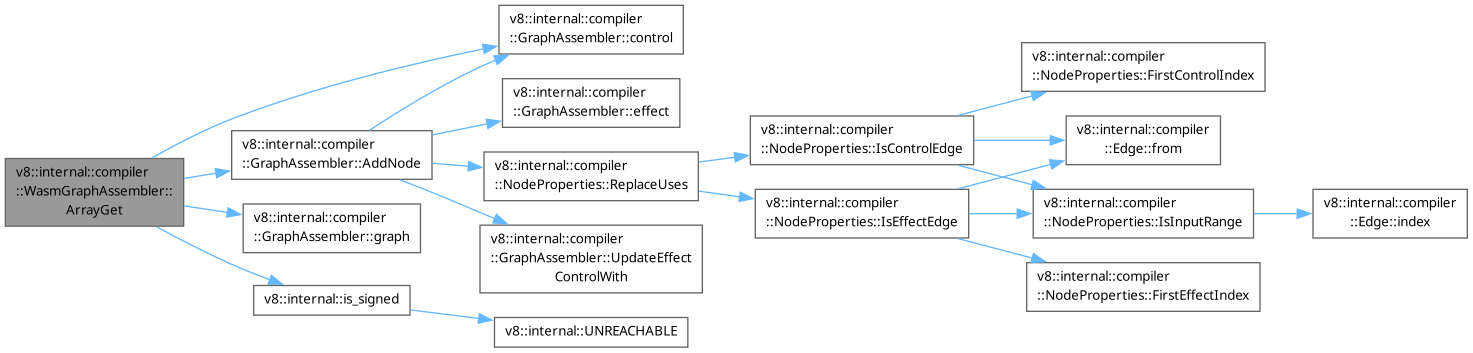 v8::internal::compiler
::WasmGraphAssembler::
ArrayGet
v8::internal::compiler
::GraphAssembler::control
v8::internal::compiler
::GraphAssembler::AddNode
v8::internal::compiler
::GraphAssembler::graph
v8::internal::is_signed
v8::internal::compiler
::GraphAssembler::effect
v8::internal::compiler
::NodeProperties::ReplaceUses
v8::internal::compiler
::GraphAssembler::UpdateEffect
ControlWith
v8::internal::UNREACHABLE
v8::internal::compiler
::NodeProperties::IsControlEdge
v8::internal::compiler
::NodeProperties::IsEffectEdge
v8::internal::compiler
::NodeProperties::FirstControlIndex
v8::internal::compiler
::Edge::from
v8::internal::compiler
::NodeProperties::IsInputRange
v8::internal::compiler
::NodeProperties::FirstEffectIndex
v8::internal::compiler
::Edge::index